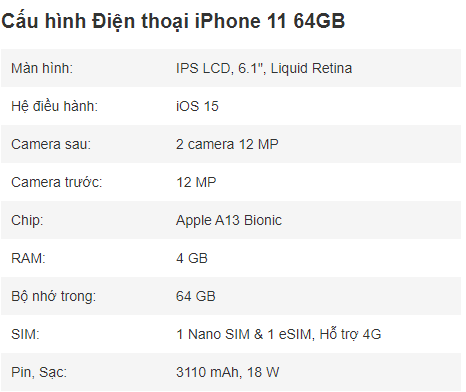 Cấu hình Điện thoại iPhone 11 64GB
Màn hình: IPS LCD, 6.1", Liquid Retina
Hệ điều hành: iOS 15
Camera sau: 2 camera 12 MP
Camera trước: 12 MP
Chip: Apple A13 Bionic
RAM: 4 GB
Bộ nhớ trong: 64 GB
SIM: 1 Nano SIM & 1 eSIM, Hỗ trợ 4G
Pin, Sạc: 3110 mAh, 18 W